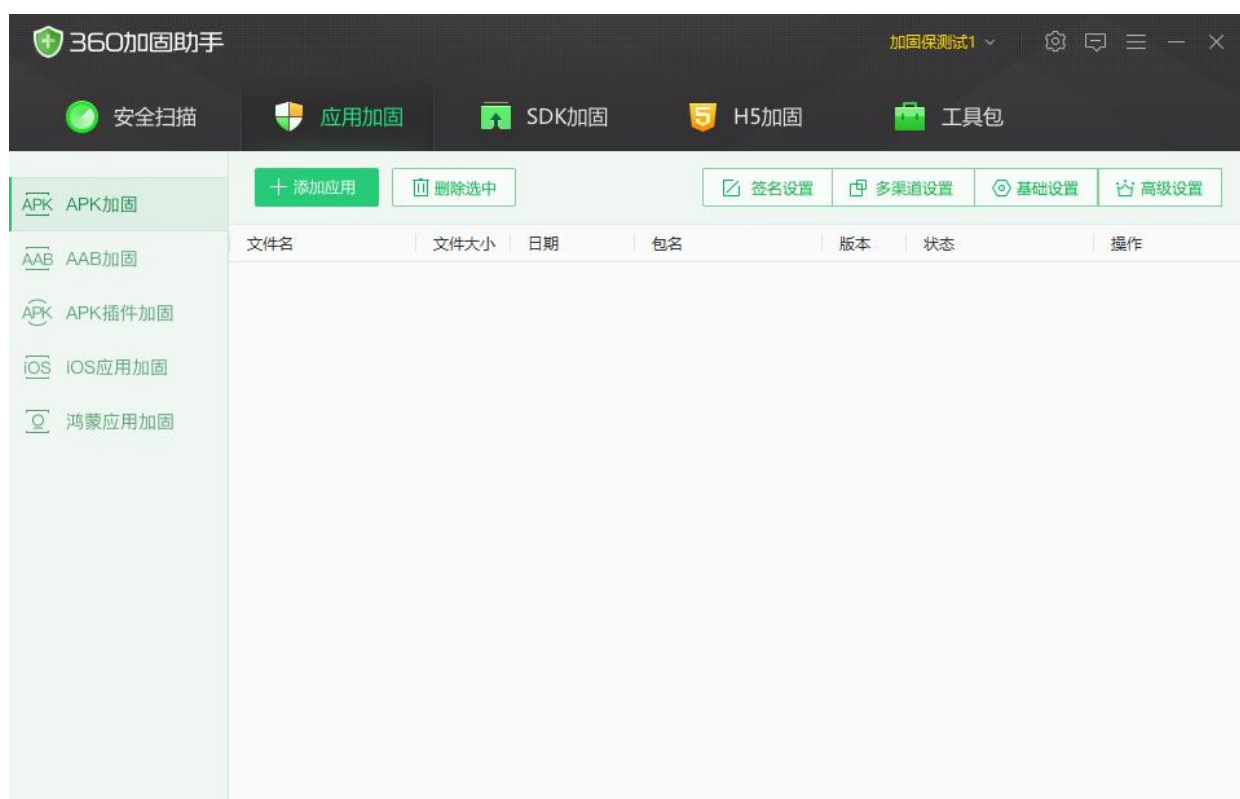 360加固助手
加固保测试1
安全扫描
应用加固
5
SDK加固
H5加固
工具包
APK APK加固
AAB AAB加固
APK APK插件加固
iOS iOS应用加固
鸿蒙应用加固
添加应用
删除选中
签名设置
多渠道设置
基础设置
高级设置
文件名 文件大小 日期 包名 版本 状态 操作